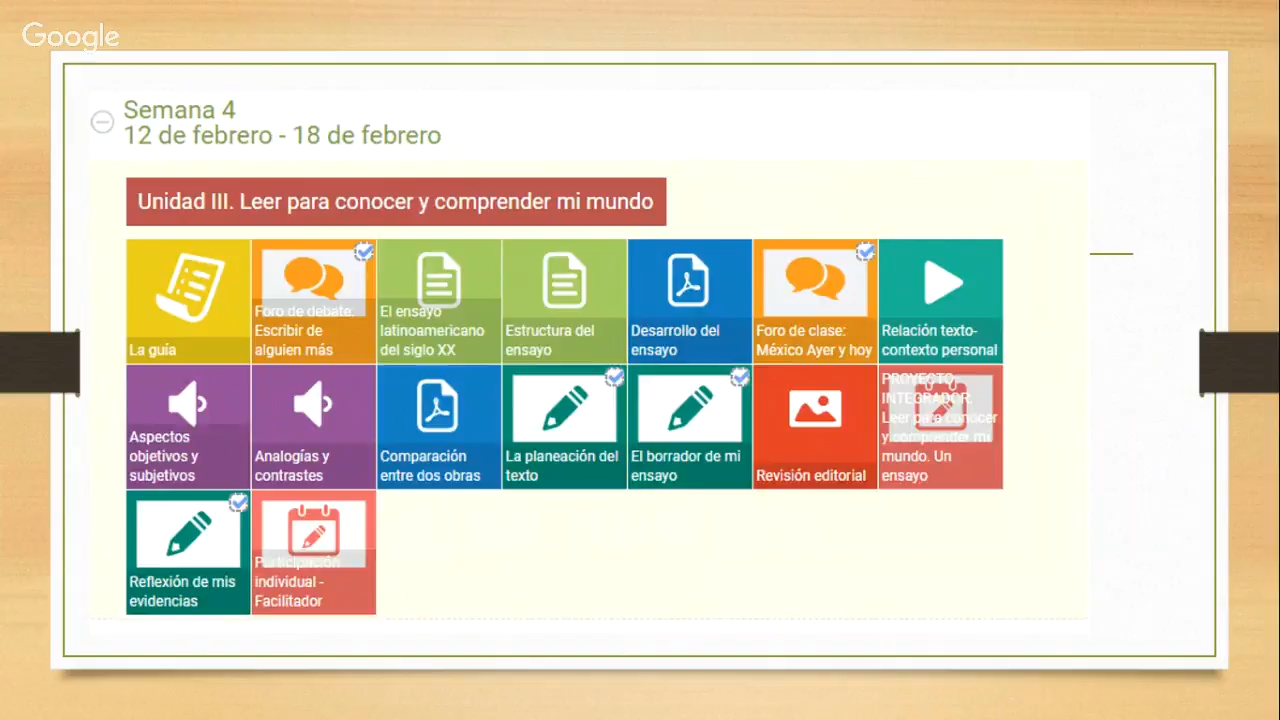 Google
Semana 4
12 de febrero - 18 de febrero
Unidad III. Leer para conocer y comprender mi mundo
La guía
Foro de debate.
Escribir de
alguien más
El ensayo
latinoamericano
del siglo XX
Estructura del
ensayo
Desarrollo del
ensayo
Foro de clase:
México Ayer y hoy
Relación texto-
contexto personal
Aspectos
objetivos y
subjetivos
Analogías y
contrastes
Comparación
entre dos obras
La planeación del
texto
El borrador de mi
ensayo
Revisión editorial
PROYECTO
INTEGRADOR.
Leer para conocer
y comprender mi
mundo. Un
ensayo
Reflexión de mis
evidencias
Participación
individual -
Facilitador